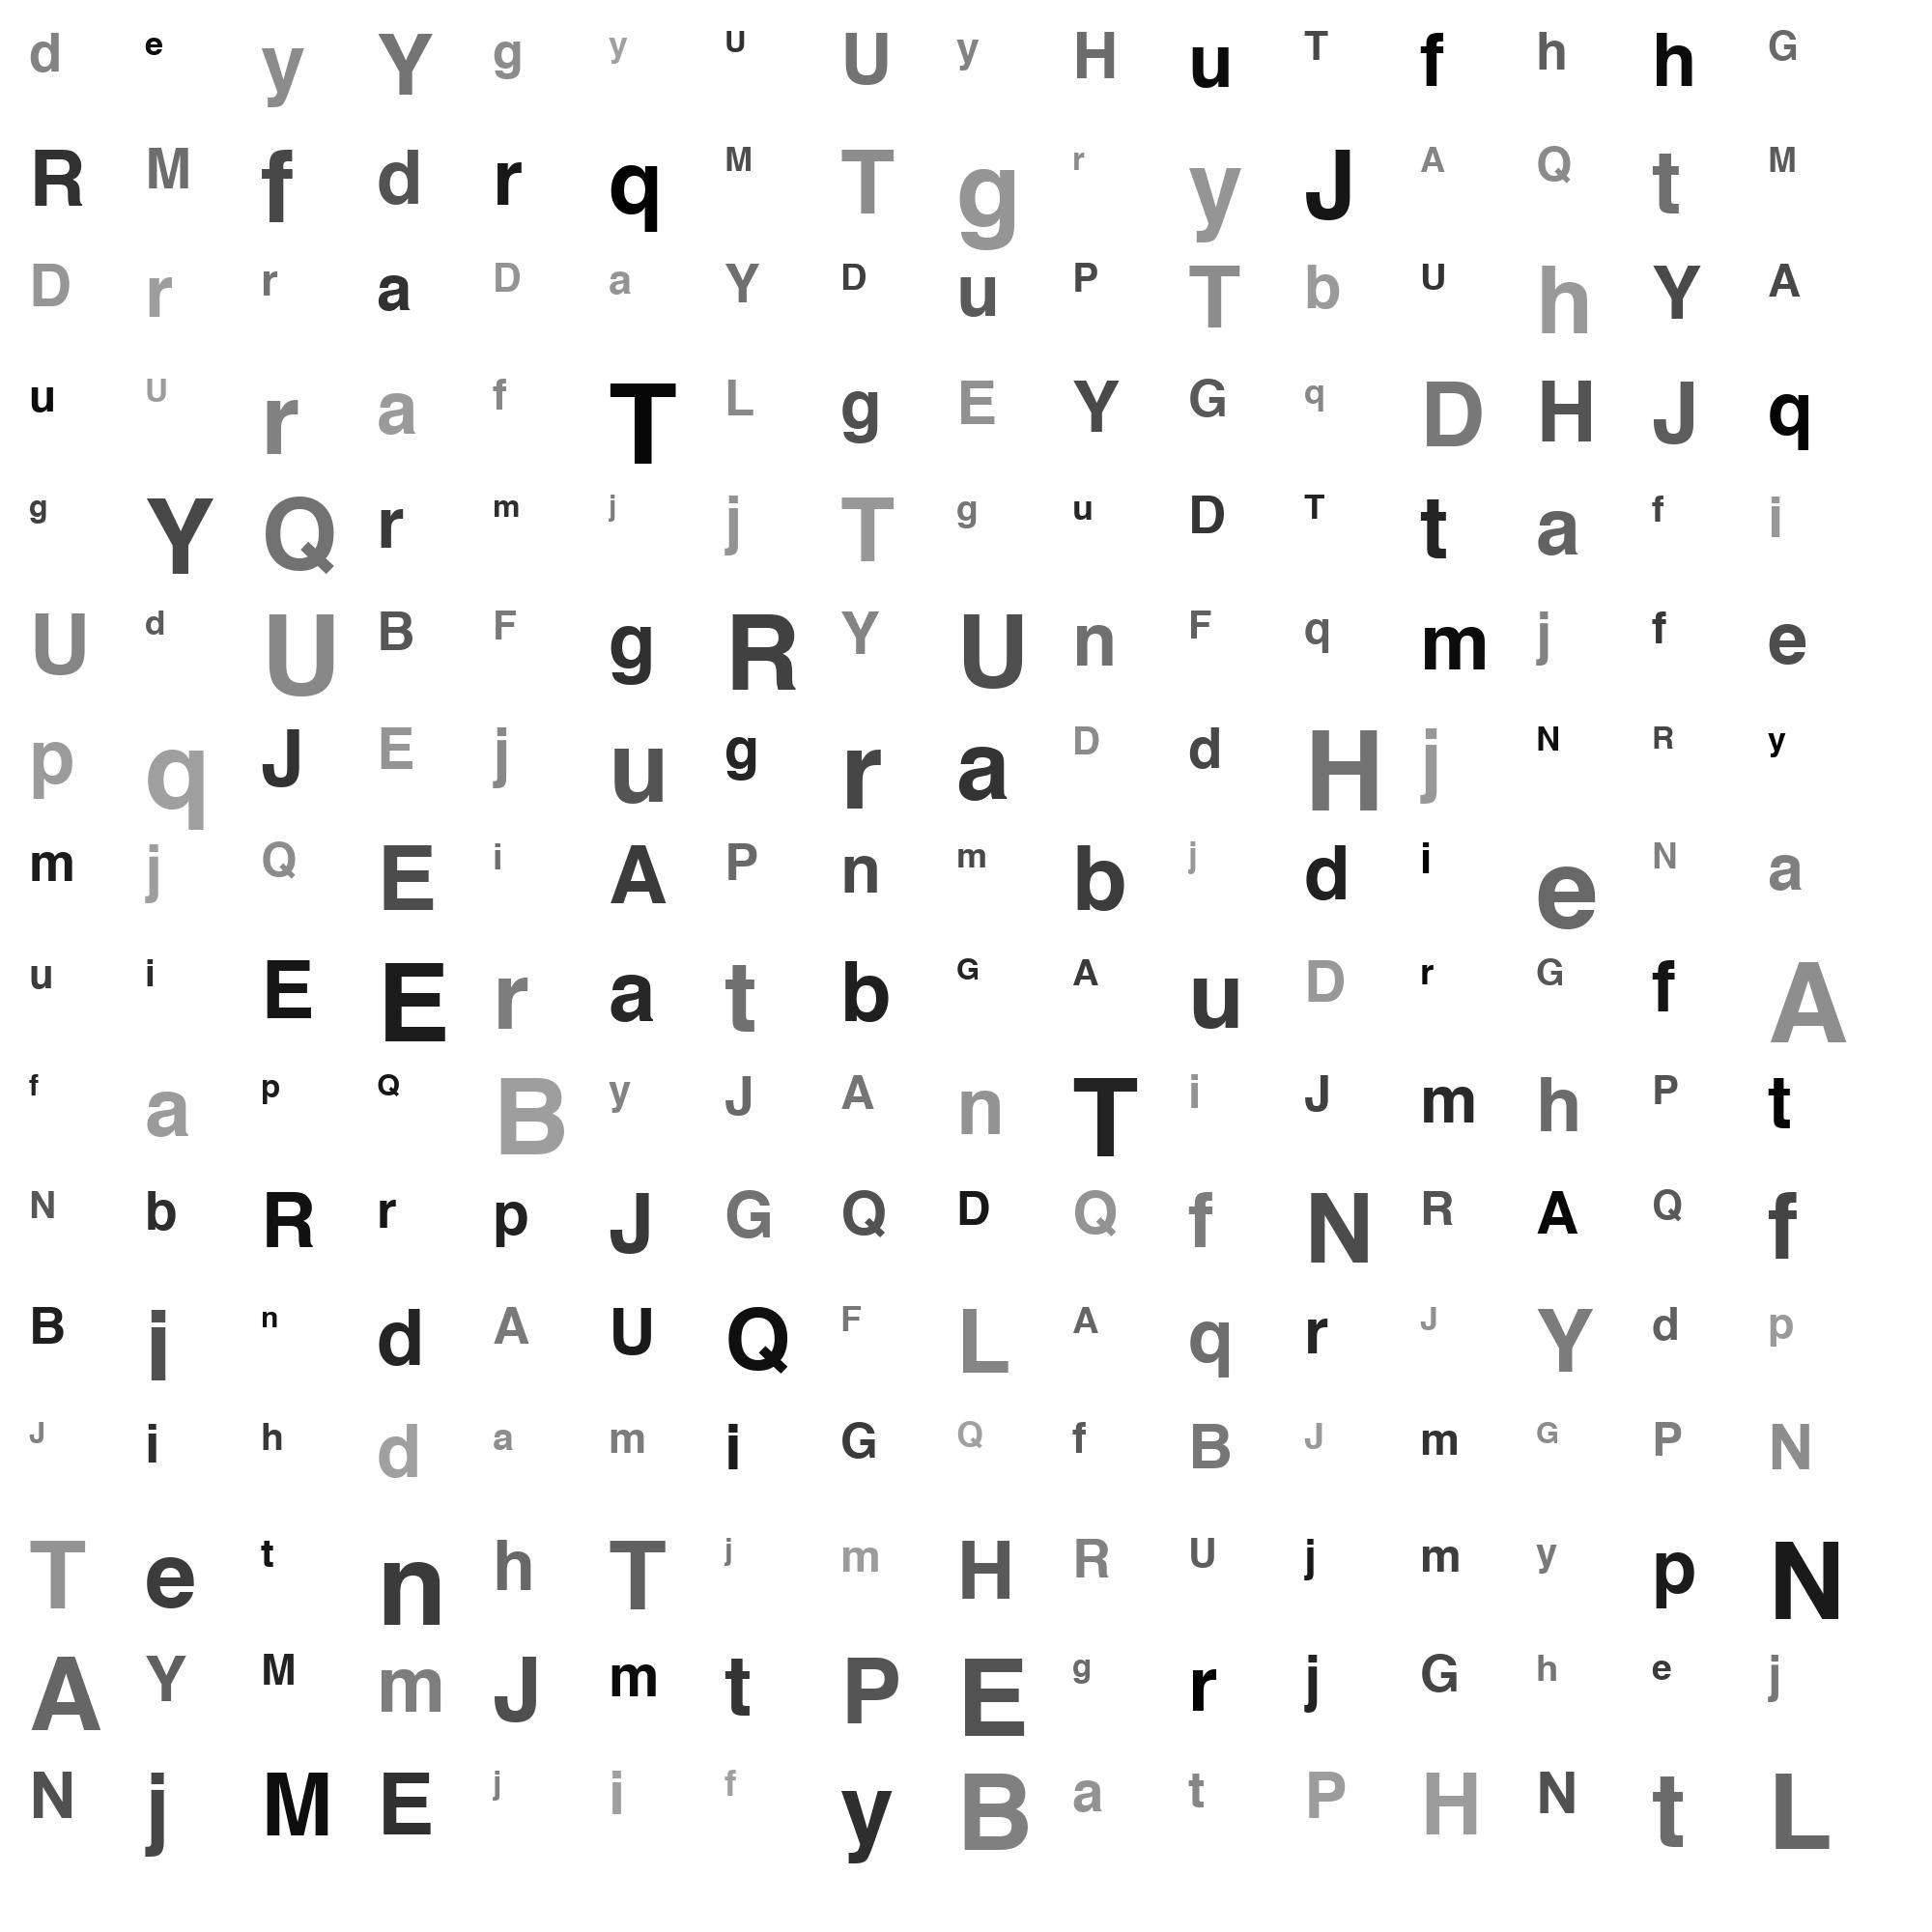 d e y Y g y U U y H u T f h h G
R M f d r q M T g r y J A Q t M
D r r a D a Y D u P T b U h Y A
u U r a f T L g E Y G q D H J q
g Y Q r m j j T g u D T t a f i
U d U B F g R Y U n F q m j f e
p q J E j u g r a D d H j N R y
m j Q E i A P n m b j d i e N a
u i E E r a t b G A u D r G f A
f a p Q B y J A n T i J m h P t
N b R r p J G Q D Q f N R A Q f
B i n d A U Q F L A q r J Y d p
J i h d a m i G Q f B J m G P N
T e t n h T j m H R U j m y p N
A Y M m J m t P E g r j G h e j
N j M E j i f y B a t P H N t L